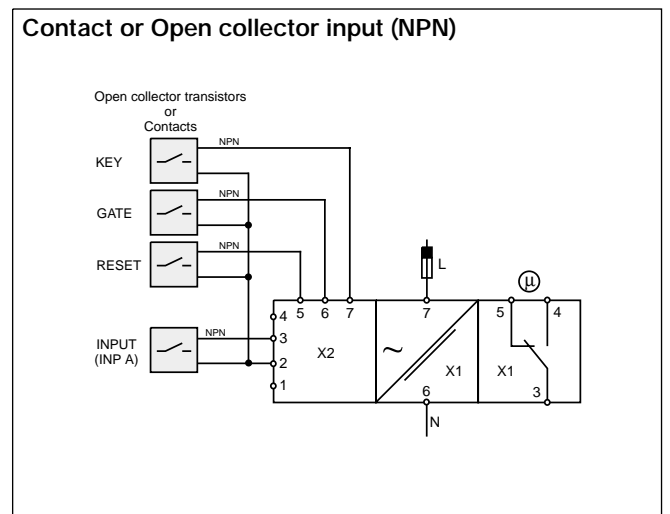 Contact or Open collector input (NPN)
Open collector transistors
or
Contacts
NPN
KEY
NPN
GATE
NPN
RESET
L
μ
4 5 6 7
7
5 4
NPN
INPUT
(INP A)
3
2
1
X2
~
X1
6
X1
3
N